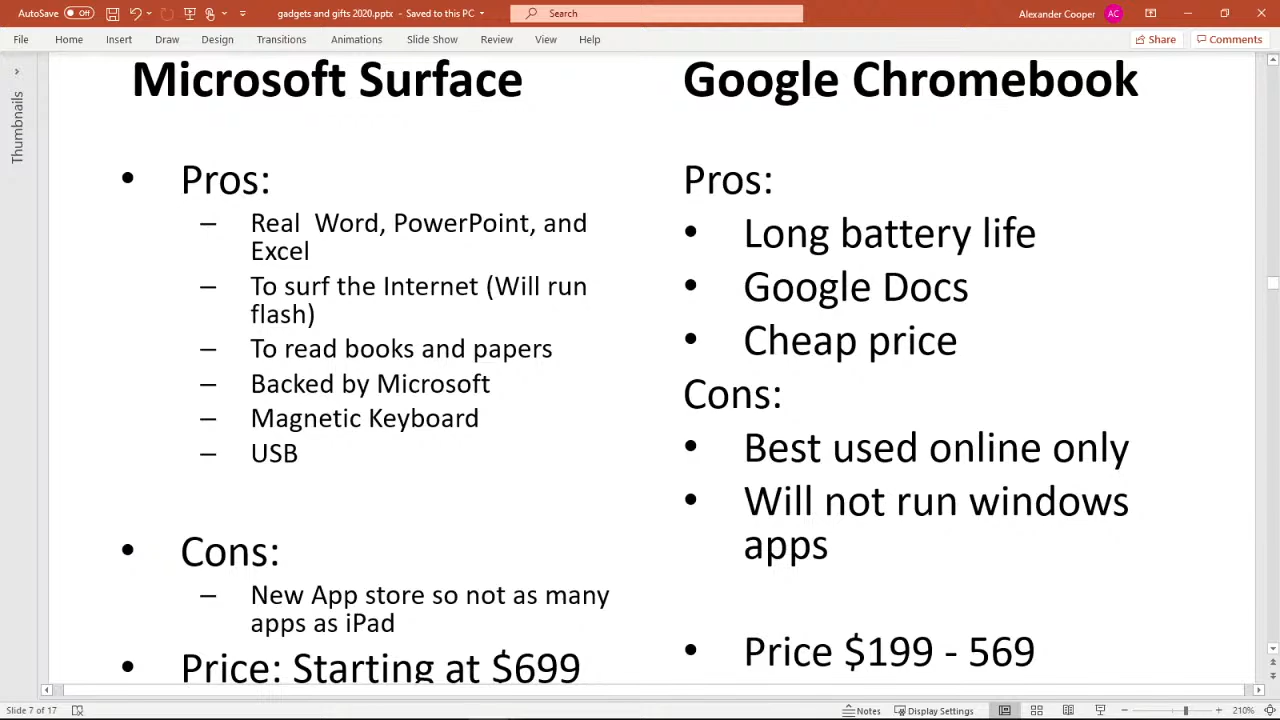 AutoSave Off
gadgets and gifts 2020.pptx - Saved to this PC
Search
Alexander Cooper AC
File Home Insert Draw Design Transitions Animations Slide Show Review View Help
Share Comments
Thumbnails
Microsoft Surface
• Pros:
– Real Word, PowerPoint, and
Excel
– To surf the Internet (Will run
flash)
– To read books and papers
– Backed by Microsoft
– Magnetic Keyboard
– USB
• Cons:
– New App store so not as many
apps as iPad
• Price: Starting at $699
Google Chromebook
Pros:
• Long battery life
• Google Docs
• Cheap price
Cons:
• Best used online only
• Will not run windows
apps
• Price $199 - 569
Slide 7 of 17
Notes Display Settings 210%